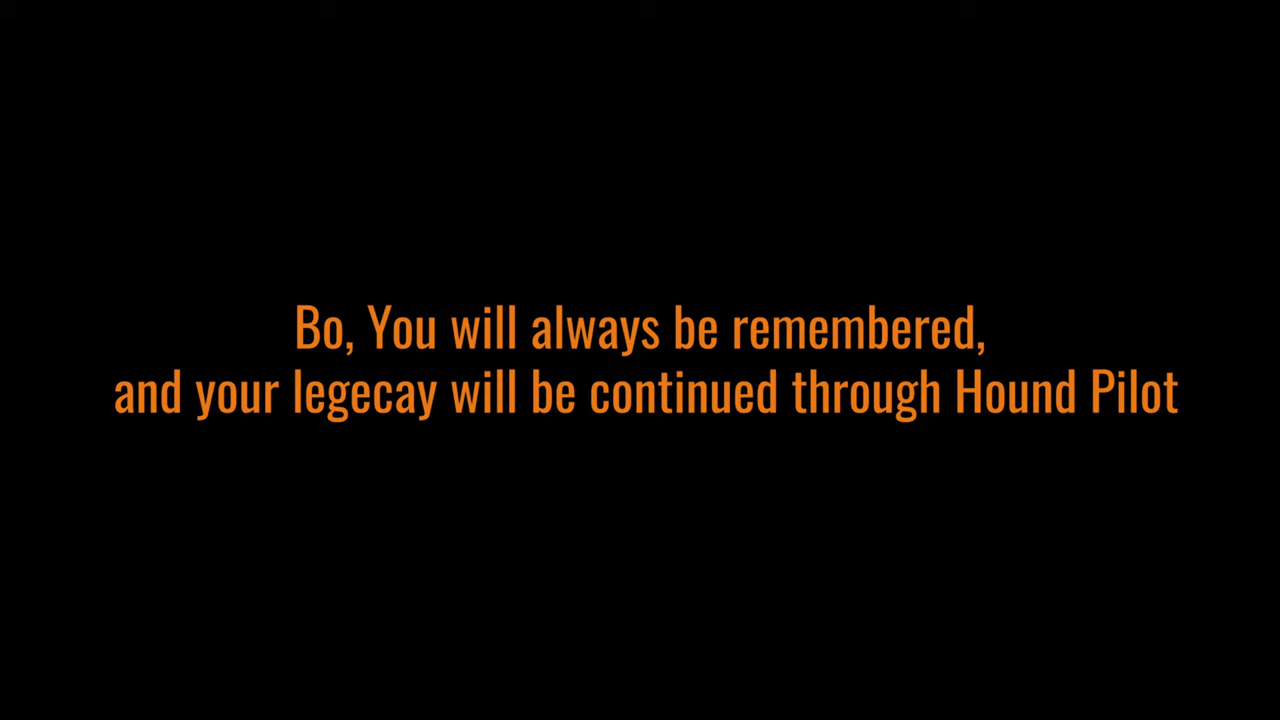 Bo, You will always be remembered,
and your legecay will be continued through Hound Pilot